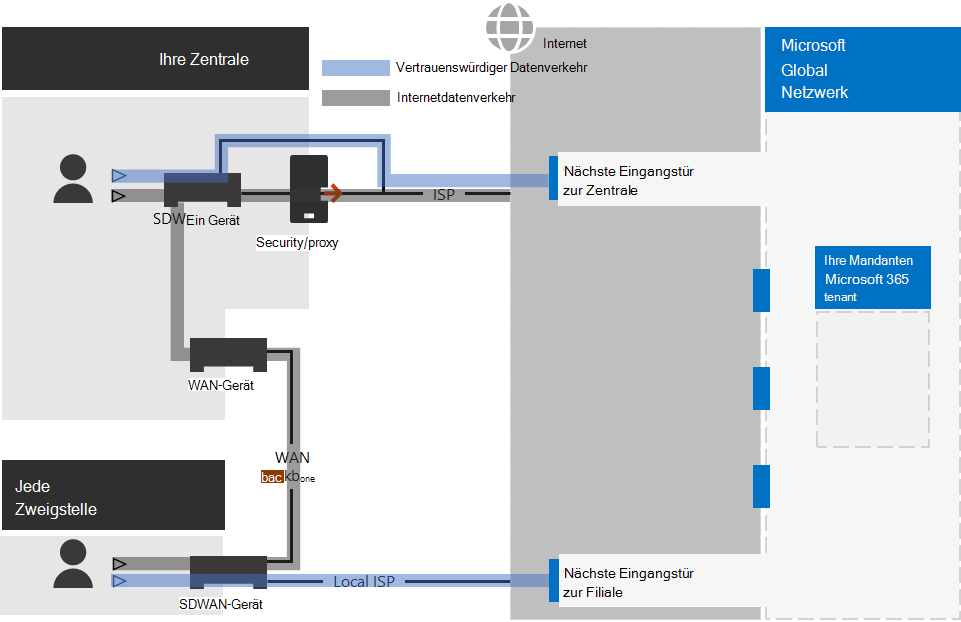 Internet
Ihre Zentrale
Vertrauenswürdiger Datenverkehr
Internetdatenverkehr
Microsoft
Global
Netzwerk
Nächste Eingangstür
zur Zentrale
ISP
SDWEin Gerät
Security/proxy
Ihre Mandanten
Microsoft 365
tenant
WAN-Gerät
WAN
backbone
Jede
Zweigstelle
Nächste Eingangstür
zur Filiale
Local ISP
SDWAN-Gerät